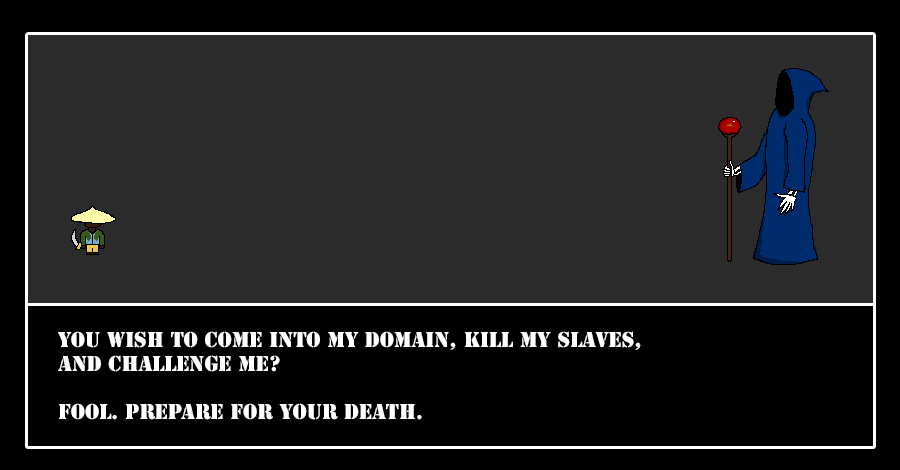 YOU WISH TO COME INTO MY DOMAIN, KILL MY SLAVES,
AND CHALLENGE ME?
FOOL. PREPARE FOR YOUR DEATH.